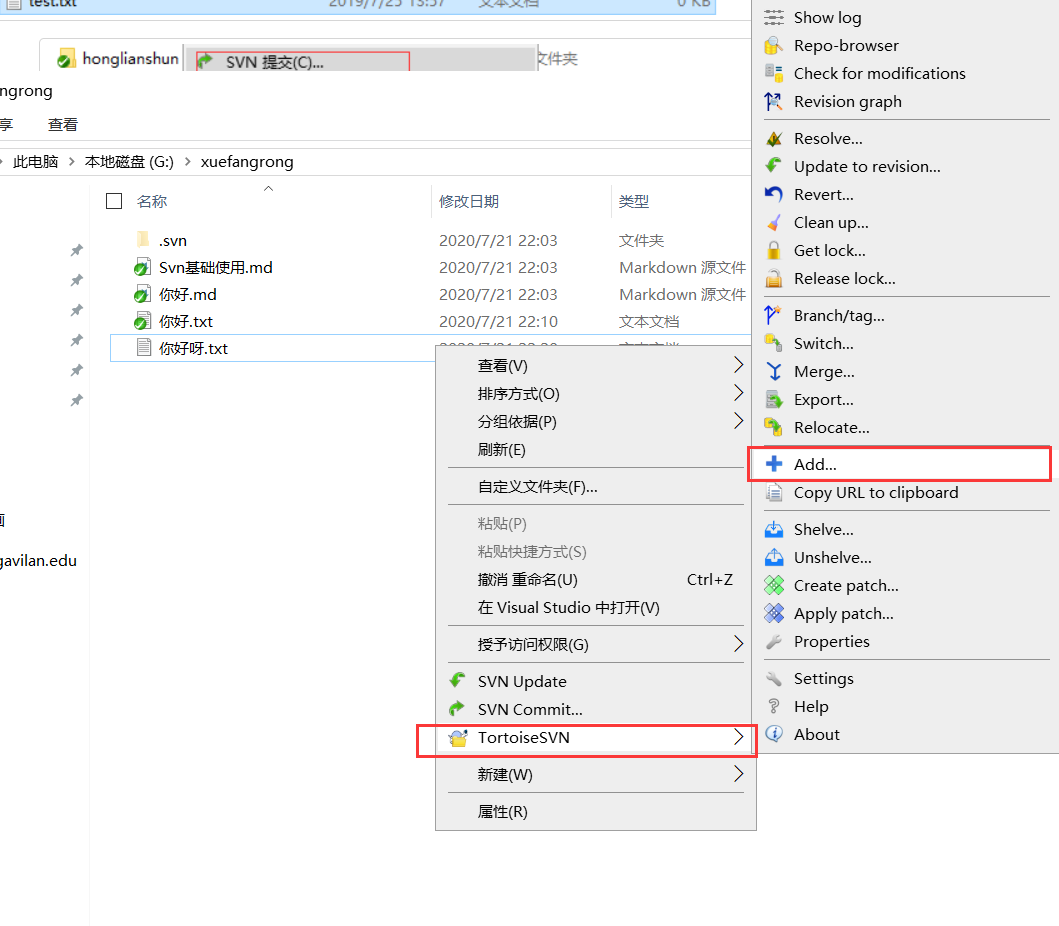 test.txt 2019/7/25 13:57 文本文档 0 KB
honglianshun SVN 提交(C)... 文件夹
ngrong
享 查看
此电脑 本地磁盘 (G:) xuefangrong
名称 修改日期 类型
.svn 2020/7/21 22:03 文件夹
Svn基础使用.md 2020/7/21 22:03 Markdown 源文件
你好.md 2020/7/21 22:03 Markdown 源文件
你好.txt 2020/7/21 22:10 文本文档
你好呀.txt
gavilan.edu
查看(V)
排序方式(O)
分组依据(P)
刷新(E)
自定义文件夹(F)...
粘贴(P)
粘贴快捷方式(S)
撤消 重命名(U) Ctrl+Z
在 Visual Studio 中打开(V)
授予访问权限(G)
SVN Update
SVN Commit...
TortoiseSVN
新建(W)
属性(R)
Show log
Repo-browser
Check for modifications
Revision graph
Resolve...
Update to revision...
Revert...
Clean up...
Get lock...
Release lock...
Branch/tag...
Switch...
Merge...
Export...
Relocate...
Add...
Copy URL to clipboard
Shelve...
Unshelve...
Create patch...
Apply patch...
Properties
Settings
Help
About